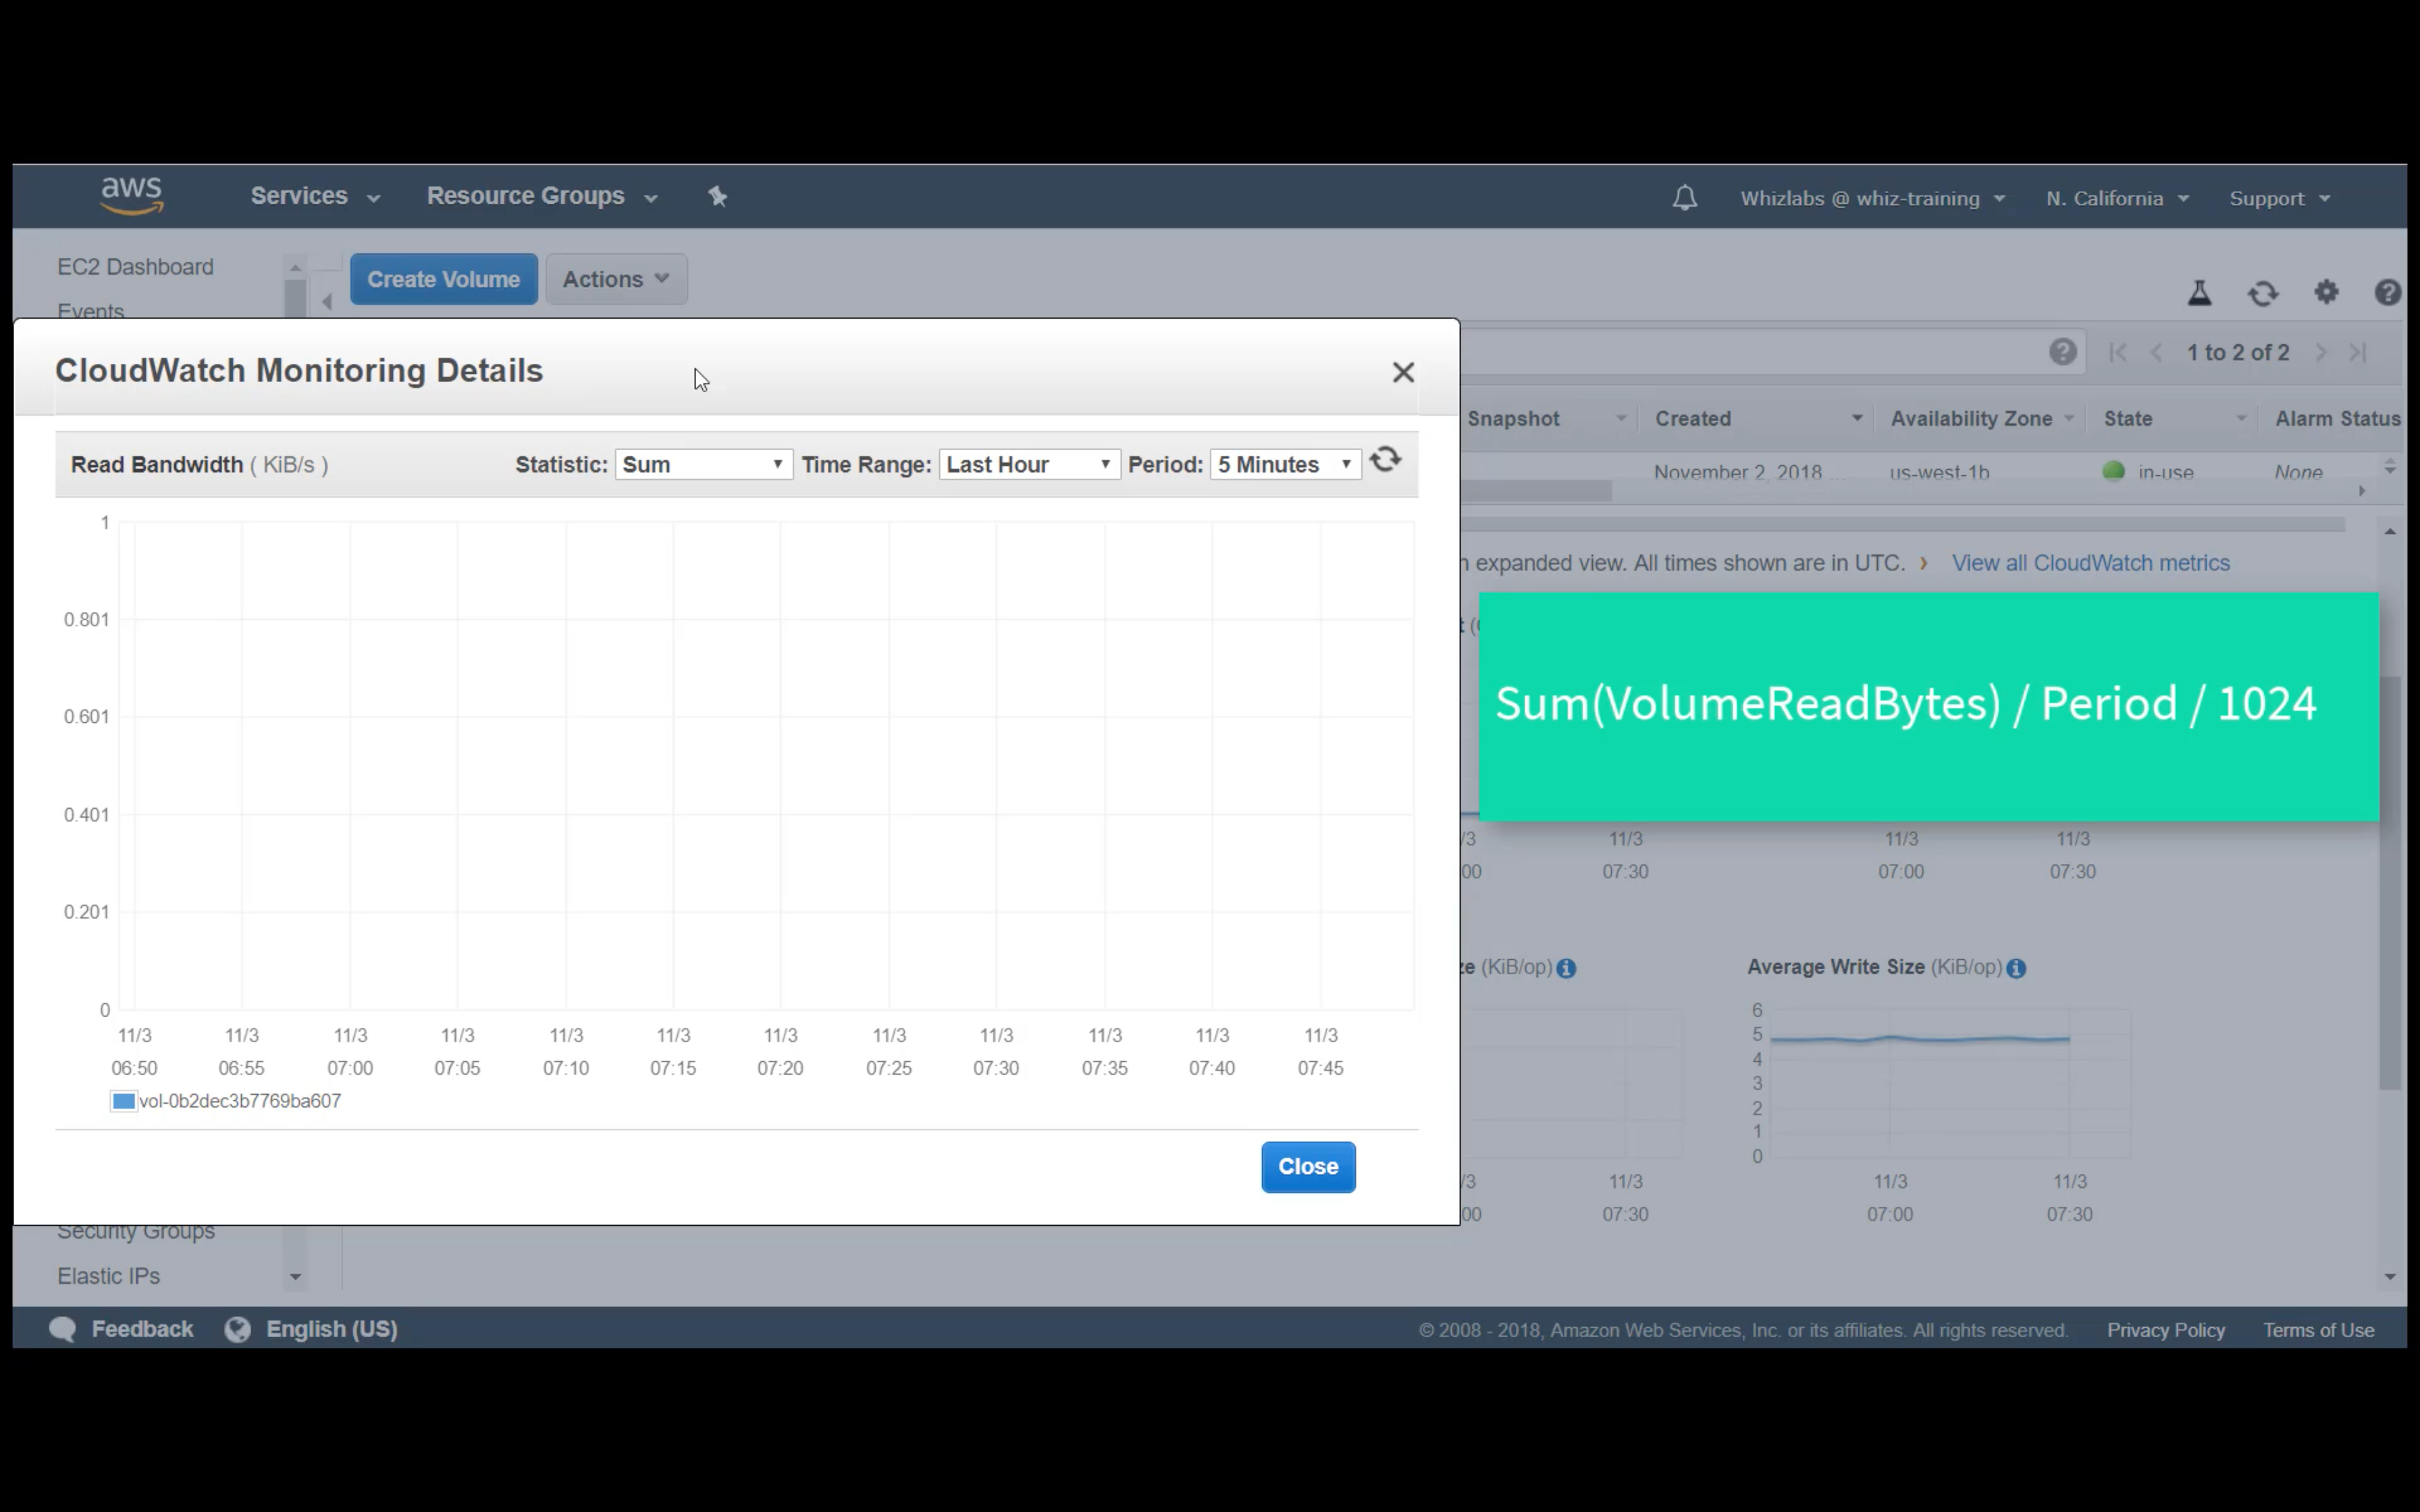 aws
Services
Resource Groups
Whizlabs @ whiz-training
N. California
Support
EC2 Dashboard
Events
Create Volume
Actions
1 to 2 of 2
CloudWatch Monitoring Details
Snapshot
Created
Availability Zone
State
Alarm Status
Read Bandwidth ( KiB/s )
Statistic: Sum
Time Range: Last Hour
Period: 5 Minutes
November 2, 2018 ...
us-west-1b
in-use
None
expanded view. All times shown are in UTC. › View all CloudWatch metrics
Sum(VolumeReadBytes) / Period / 1024
1
0.801
0.601
0.401
0.201
0
11/3 11/3 11/3 11/3 11/3 11/3 11/3 11/3 11/3 11/3 11/3 11/3
06:50 06:55 07:00 07:05 07:10 07:15 07:20 07:25 07:30 07:35 07:40 07:45
vol-0b2dec3b7769ba607
Close
/3 11/3 11/3 11/3
00 07:30 07:00 07:30
ze (KiB/op)
Average Write Size (KiB/op)
6
5
4
3
2
1
0
/3 11/3 11/3 11/3
00 07:30 07:00 07:30
Security Groups
Elastic IPs
Feedback
English (US)
© 2008 - 2018, Amazon Web Services, Inc. or its affiliates. All rights reserved.
Privacy Policy
Terms of Use